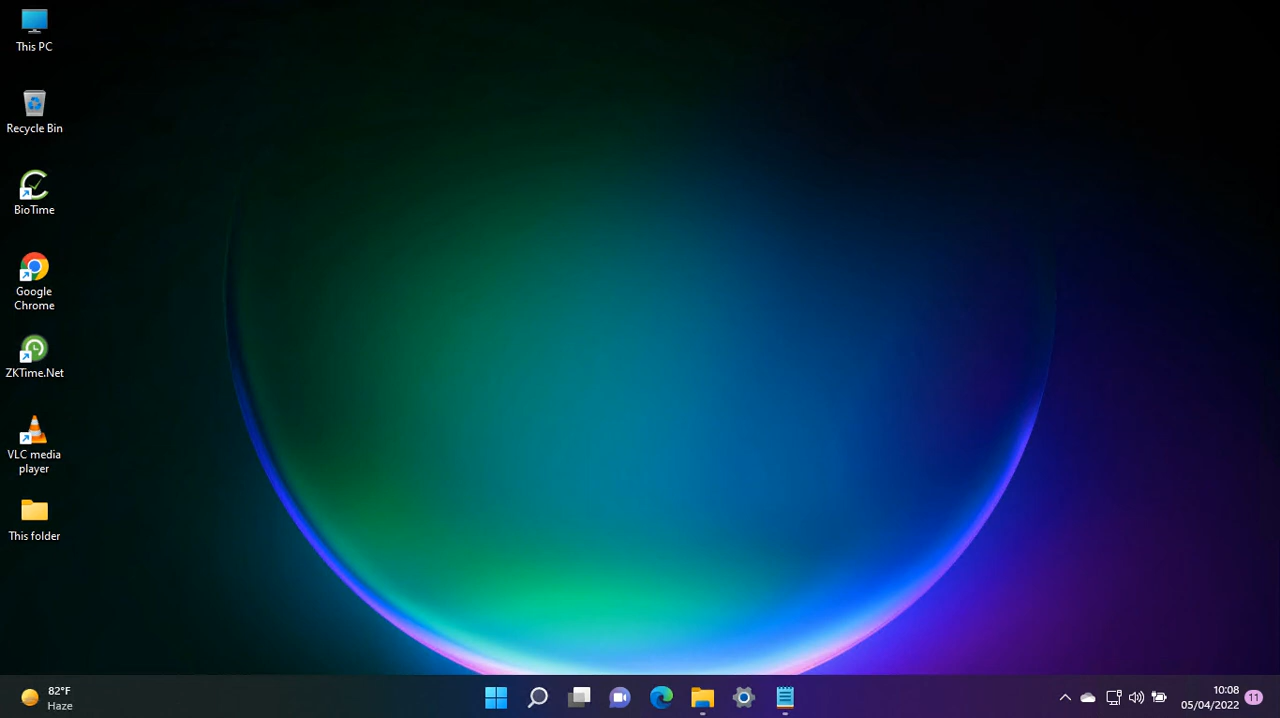 This PC
Recycle Bin
BioTime
Google
Chrome
ZKTime.Net
VLC media
player
This folder
82°F
Haze
10:08
05/04/2022
11